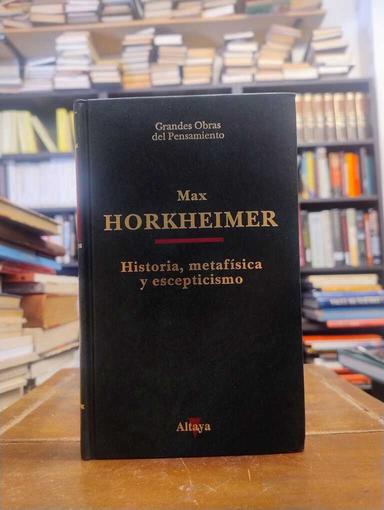 Grandes Obras
del Pensamiento
Max
HORKHEIMER
Historia, metafísica
y escepticismo
Altaya